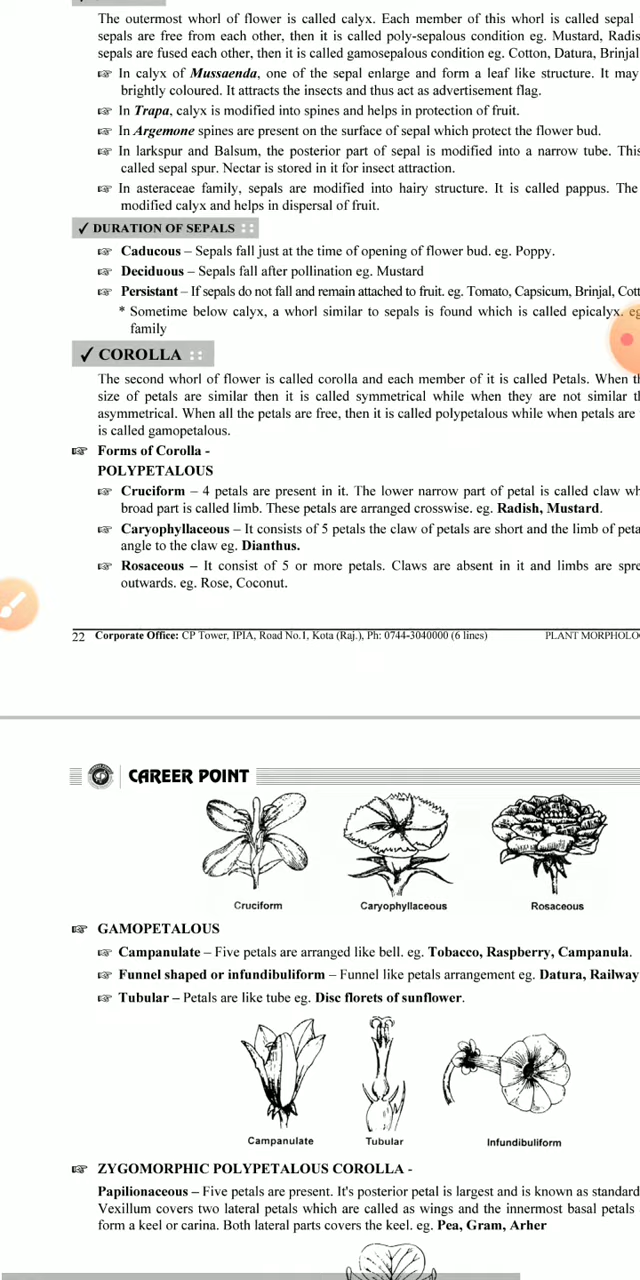 The outermost whorl of flower is called calyx. Each member of this whorl is called sepal
sepals are free from each other, then it is called poly-sepalous condition eg. Mustard, Radis
sepals are fused each other, then it is called gamosepalous condition eg. Cotton, Datura, Brinjal
☞ In calyx of Mussaenda, one of the sepal enlarge and form a leaf like structure. It may
brightly coloured. It attracts the insects and thus act as advertisement flag.
☞ In Trapa, calyx is modified into spines and helps in protection of fruit.
☞ In Argemone spines are present on the surface of sepal which protect the flower bud.
☞ In larkspur and Balsum, the posterior part of sepal is modified into a narrow tube. This
called sepal spur. Nectar is stored in it for insect attraction.
☞ In asteraceae family, sepals are modified into hairy structure. It is called pappus. The
modified calyx and helps in dispersal of fruit.
✓ DURATION OF SEPALS
☞ Caducous – Sepals fall just at the time of opening of flower bud. eg. Poppy.
☞ Deciduous – Sepals fall after pollination eg. Mustard
☞ Persistant – If sepals do not fall and remain attached to fruit. eg. Tomato, Capsicum, Brinjal, Cott
* Sometime below calyx, a whorl similar to sepals is found which is called epicalyx. eg
family
✓ COROLLA
The second whorl of flower is called corolla and each member of it is called Petals. When th
size of petals are similar then it is called symmetrical while when they are not similar th
asymmetrical. When all the petals are free, then it is called polypetalous while when petals are
is called gamopetalous.
☞ Forms of Corolla -
POLYPETALOUS
☞ Cruciform – 4 petals are present in it. The lower narrow part of petal is called claw wh
broad part is called limb. These petals are arranged crosswise. eg. Radish, Mustard.
☞ Caryophyllaceous – It consists of 5 petals the claw of petals are short and the limb of peta
angle to the claw eg. Dianthus.
☞ Rosaceous – It consist of 5 or more petals. Claws are absent in it and limbs are spre
outwards. eg. Rose, Coconut.
22 Corporate Office: CP Tower, IPIA, Road No.1, Kota (Raj.), Ph: 0744-3040000 (6 lines) PLANT MORPHOLO
CAREER POINT
Cruciform Caryophyllaceous Rosaceous
☞ GAMOPETALOUS
☞ Campanulate – Five petals are arranged like bell. eg. Tobacco, Raspberry, Campanula.
☞ Funnel shaped or infundibuliform – Funnel like petals arrangement eg. Datura, Railway
☞ Tubular – Petals are like tube eg. Disc florets of sunflower.
Campanulate Tubular Infundibuliform
☞ ZYGOMORPHIC POLYPETALOUS COROLLA -
Papilionaceous – Five petals are present. It's posterior petal is largest and is known as standard
Vexillum covers two lateral petals which are called as wings and the innermost basal petals
form a keel or carina. Both lateral parts covers the keel. eg. Pea, Gram, Arher